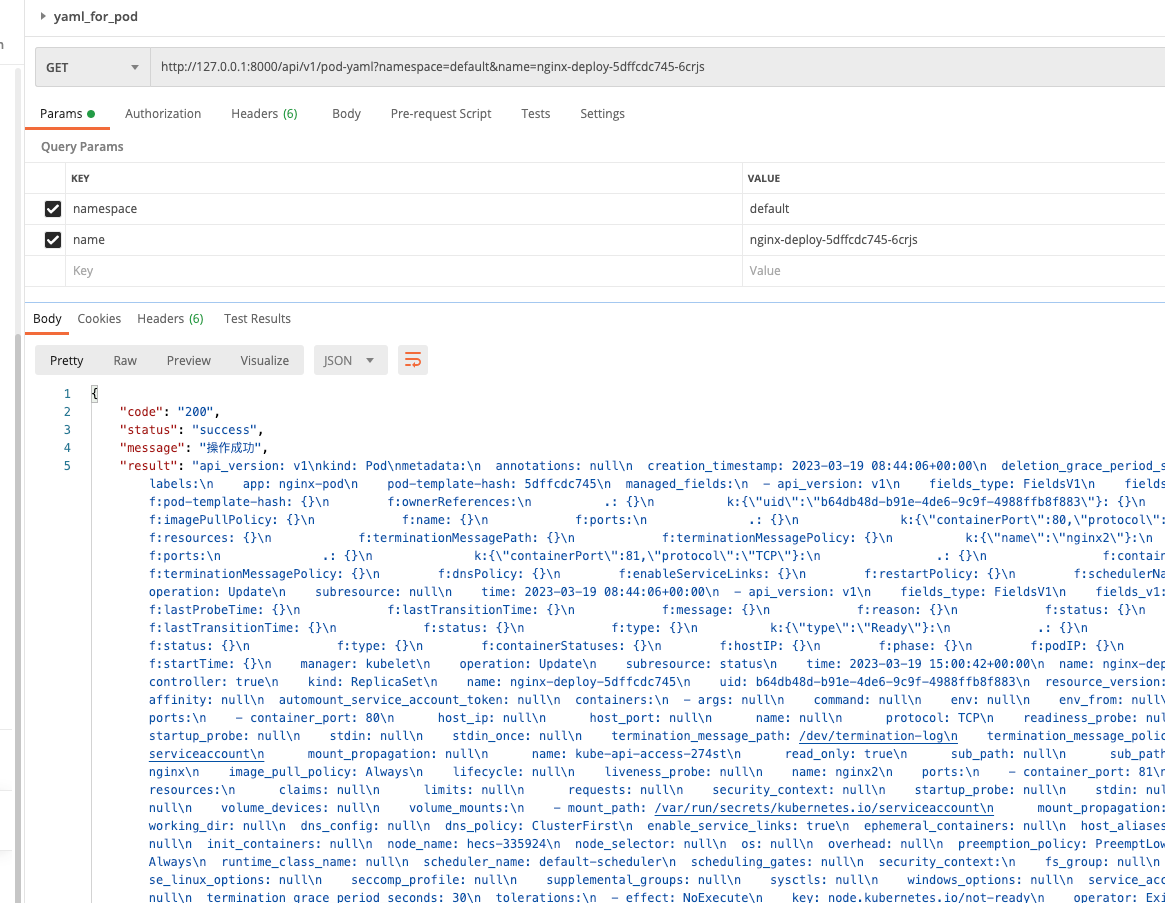 yaml_for_pod
GET http://127.0.0.1:8000/api/v1/pod-yaml?namespace=default&name=nginx-deploy-5dffcdc745-6crjs
Params Authorization Headers (6) Body Pre-request Script Tests Settings
Query Params
KEY VALUE
namespace default
name nginx-deploy-5dffcdc745-6crjs
Key Value
Body Cookies Headers (6) Test Results
Pretty Raw Preview Visualize JSON
1 {
2 "code": "200",
3 "status": "success",
4 "message": "操作成功",
5 "result": "api_version: v1\nkind: Pod\nmetadata:\n  annotations: null\n  creation_timestamp: 2023-03-19 08:44:06+00:00\n  deletion_grace_period_s
labels:\n    app: nginx-pod\n    pod-template-hash: 5dffcdc745\n  managed_fields:\n  - api_version: v1\n    fields_type: FieldsV1\n    fields
f:pod-template-hash: {}\n        f:ownerReferences:\n          .: {}\n          k:{\"uid\":\"b64db48d-b91e-4de6-9c9f-4988ffb8f883\"}: {}\n
f:imagePullPolicy: {}\n            f:name: {}\n            f:ports:\n              .: {}\n              k:{\"containerPort\":80,\"protocol\":
f:resources: {}\n            f:terminationMessagePath: {}\n            f:terminationMessagePolicy: {}\n          k:{\"name\":\"nginx2\"}:\n
f:ports:\n              .: {}\n              k:{\"containerPort\":81,\"protocol\":\"TCP\"}:\n                .: {}\n                f:contain
f:terminationMessagePolicy: {}\n        f:dnsPolicy: {}\n        f:enableServiceLinks: {}\n        f:restartPolicy: {}\n        f:schedulerNa
operation: Update\n    subresource: null\n    time: 2023-03-19 08:44:06+00:00\n  - api_version: v1\n    fields_type: FieldsV1\n    fields_v1:
f:lastProbeTime: {}\n            f:lastTransitionTime: {}\n            f:message: {}\n            f:reason: {}\n            f:status: {}\n
f:lastTransitionTime: {}\n            f:status: {}\n            f:type: {}\n          k:{\"type\":\"Ready\"}:\n            .: {}\n
f:status: {}\n            f:type: {}\n        f:containerStatuses: {}\n        f:hostIP: {}\n        f:phase: {}\n        f:podIP: {}\n
f:startTime: {}\n    manager: kubelet\n    operation: Update\n    subresource: status\n    time: 2023-03-19 15:00:42+00:00\n  name: nginx-dep
controller: true\n    kind: ReplicaSet\n    name: nginx-deploy-5dffcdc745\n    uid: b64db48d-b91e-4de6-9c9f-4988ffb8f883\n  resource_version:
affinity: null\n  automount_service_account_token: null\n  containers:\n  - args: null\n    command: null\n    env: null\n    env_from: null\
ports:\n    - container_port: 80\n      host_ip: null\n      host_port: null\n      name: null\n      protocol: TCP\n    readiness_probe: nul
startup_probe: null\n    stdin: null\n    stdin_once: null\n    termination_message_path: /dev/termination-log\n    termination_message_polic
serviceaccount\n      mount_propagation: null\n      name: kube-api-access-274st\n      read_only: true\n      sub_path: null\n      sub_path
nginx\n    image_pull_policy: Always\n    lifecycle: null\n    liveness_probe: null\n    name: nginx2\n    ports:\n    - container_port: 81\n
resources:\n      claims: null\n      limits: null\n      requests: null\n    security_context: null\n    startup_probe: null\n    stdin: nul
null\n    volume_devices: null\n    volume_mounts:\n    - mount_path: /var/run/secrets/kubernetes.io/serviceaccount\n      mount_propagation:
working_dir: null\n  dns_config: null\n  dns_policy: ClusterFirst\n  enable_service_links: true\n  ephemeral_containers: null\n  host_aliases
null\n  init_containers: null\n  node_name: hecs-335924\n  node_selector: null\n  os: null\n  overhead: null\n  preemption_policy: PreemptLow
Always\n  runtime_class_name: null\n  scheduler_name: default-scheduler\n  scheduling_gates: null\n  security_context:\n    fs_group: null\n
se_linux_options: null\n    seccomp_profile: null\n    supplemental_groups: null\n    sysctls: null\n    windows_options: null\n  service_acc
null\n  termination_grace_period_seconds: 30\n  tolerations:\n  - effect: NoExecute\n    key: node.kubernetes.io/not-ready\n    operator: Exi